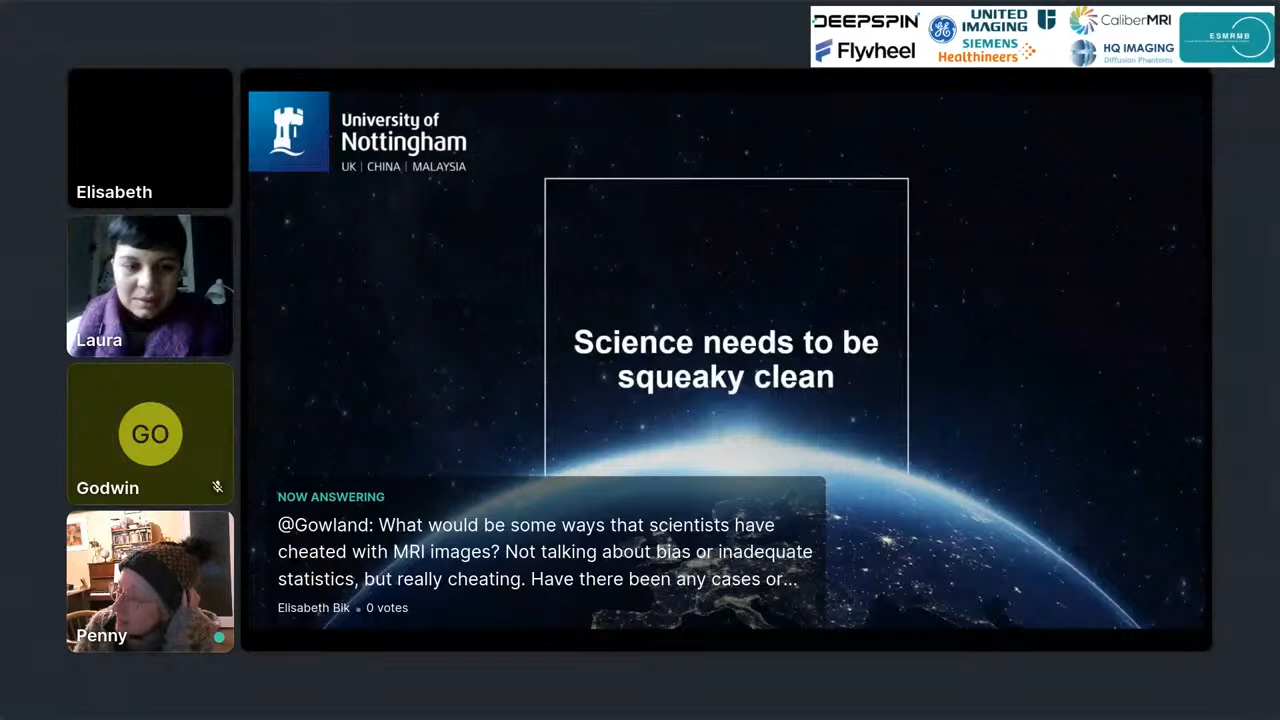 DEEPSPIN
UNITED
IMAGING
CaliberMRI
Flyheel
SIEMENS
Healthineers
HQ IMAGING
Diffusion Phantoms
ESMRMB
University of
Nottingham
UK | CHINA | MALAYSIA
Elisabeth
Laura
GO
Godwin
Penny
Science needs to be
squeaky clean
NOW ANSWERING
@Gowland: What would be some ways that scientists have
cheated with MRI images? Not talking about bias or inadequate
statistics, but really cheating. Have there been any cases or...
Elisabeth Bik • 0 votes